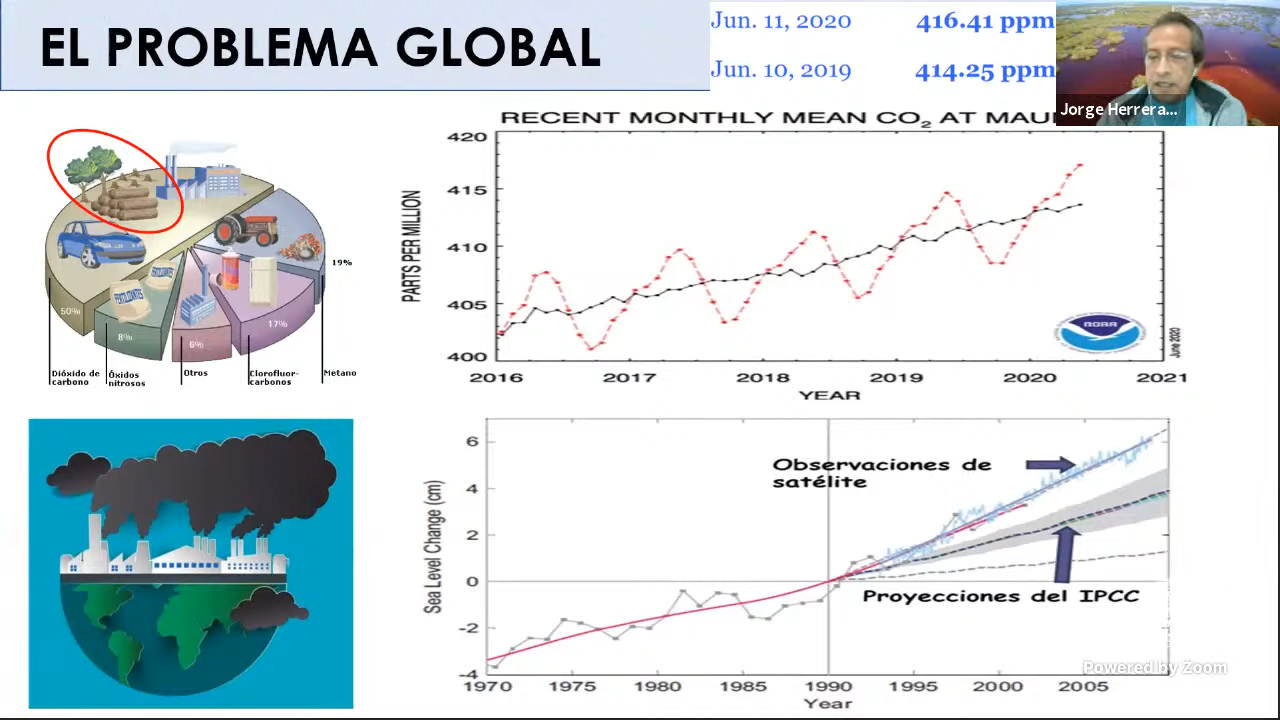 EL PROBLEMA GLOBAL
Jun. 11, 2020 416.41 ppm
Jun. 10, 2019 414.25 ppm
Jorge Herrera...
RECENT MONTHLY MEAN CO2 AT MAU
PARTS PER MILLION
420
415
410
405
400
2016 2017 2018 2019 2020 2021
YEAR
NOAA
June 2020
50%
8%
6%
17%
19%
Dióxido de carbono
Óxidos nitrosos
Otros
Clorofluor-
carbonos
Metano
FERTILIZANTES
Sea Level Change (cm)
6
4
2
0
-2
-4
Observaciones de
satélite
Proyecciones del IPCC
1970 1975 1980 1985 1990 1995 2000 2005
Year
Powered by Zoom